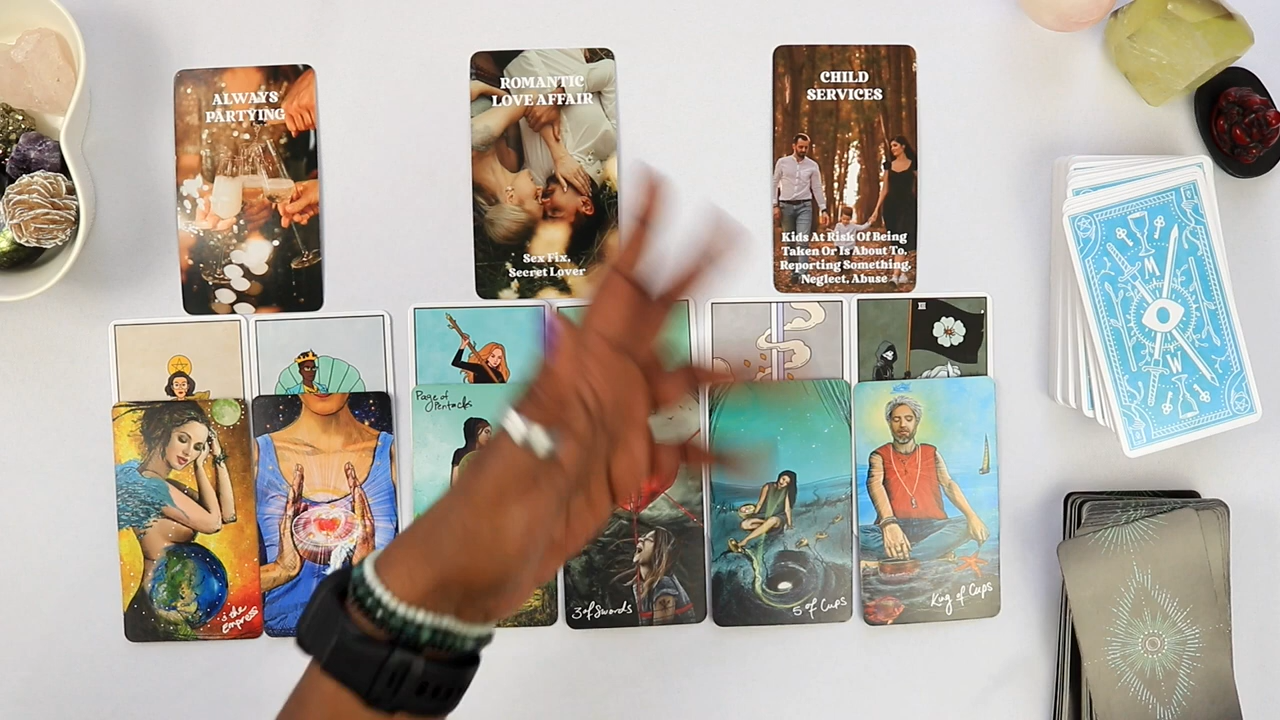 ALWAYS
PARTYING
ROMANTIC
LOVE AFFAIR
Sex Fix,
Secret Lover
CHILD
SERVICES
Kids At Risk Of Being
Taken Or Is About To,
Reporting Something,
Neglect, Abuse
XIII
Page of
Pentacles
: the
empress
3 of Swords
5 of Cups
King of Cups
M
W